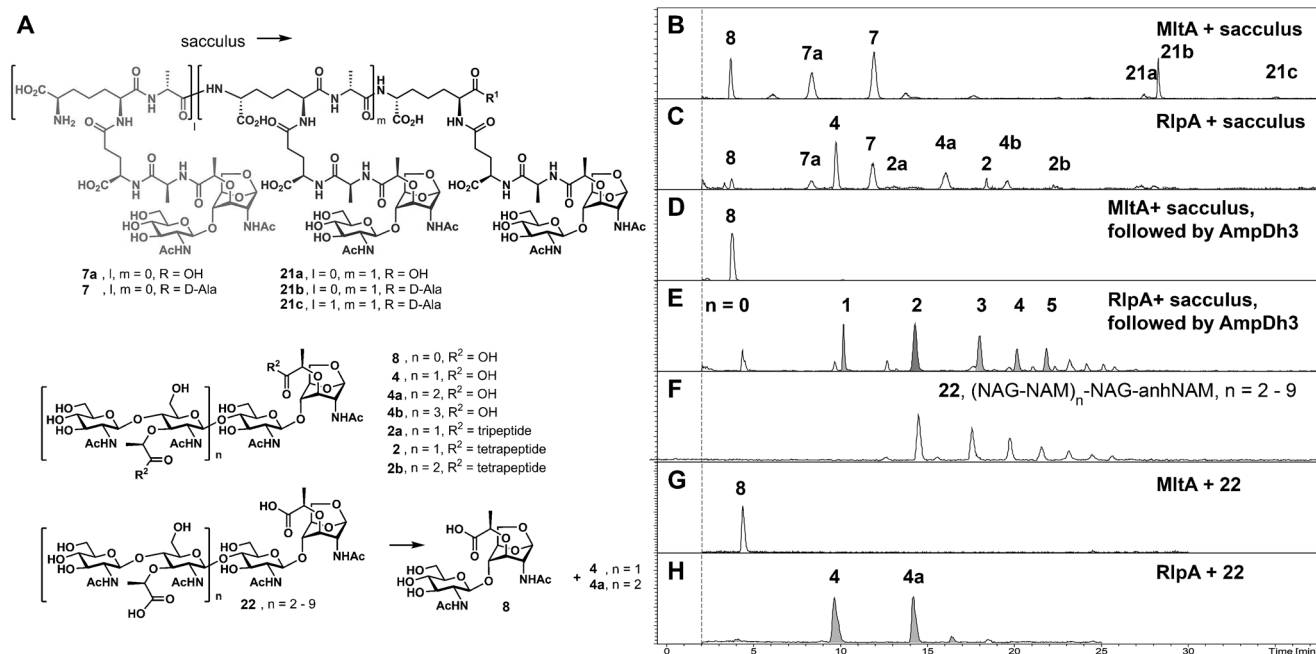 A
sacculus
HO₂C
NH₂
l
CO₂H
m
CO₂H
R¹
HO₂C
NHAc
7a , l, m = 0, R = OH
7 , l, m = 0, R = D-Ala
21a , l = 0, m = 1, R = OH
21b , l = 0, m = 1, R = D-Ala
21c , l = 1, m = 1, R = D-Ala
8 , n = 0, R² = OH
4 , n = 1, R² = OH
4a , n = 2, R² = OH
4b , n = 3, R² = OH
2a , n = 1, R² = tripeptide
2 , n = 1, R² = tetrapeptide
2b , n = 2, R² = tetrapeptide
22 , n = 2 - 9
8
+ 4 , n = 1
4a , n = 2
B
8 7a 7 21a 21b 21c
MltA + sacculus
C
8 7a 4 7 2a 4a 2 4b 2b
RlpA + sacculus
D
8
MltA+ sacculus,
followed by AmpDh3
E
n = 0 1 2 3 4 5
RlpA+ sacculus,
followed by AmpDh3
F
22, (NAG-NAM)n-NAG-anhNAM, n = 2 - 9
G
8
MltA + 22
H
4 4a
RlpA + 22
0 5 10 15 20 25 30 Time [min]